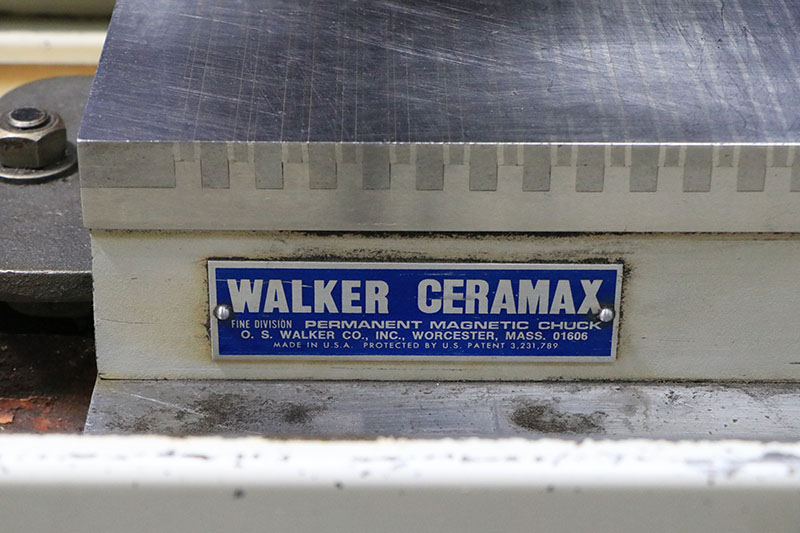 WALKER CERAMAX
FINE DIVISION PERMANENT MAGNETIC CHUCK
O. S. WALKER CO., INC., WORCESTER, MASS. 01606
MADE IN U.S.A. PROTECTED BY U.S. PATENT 3,231,789